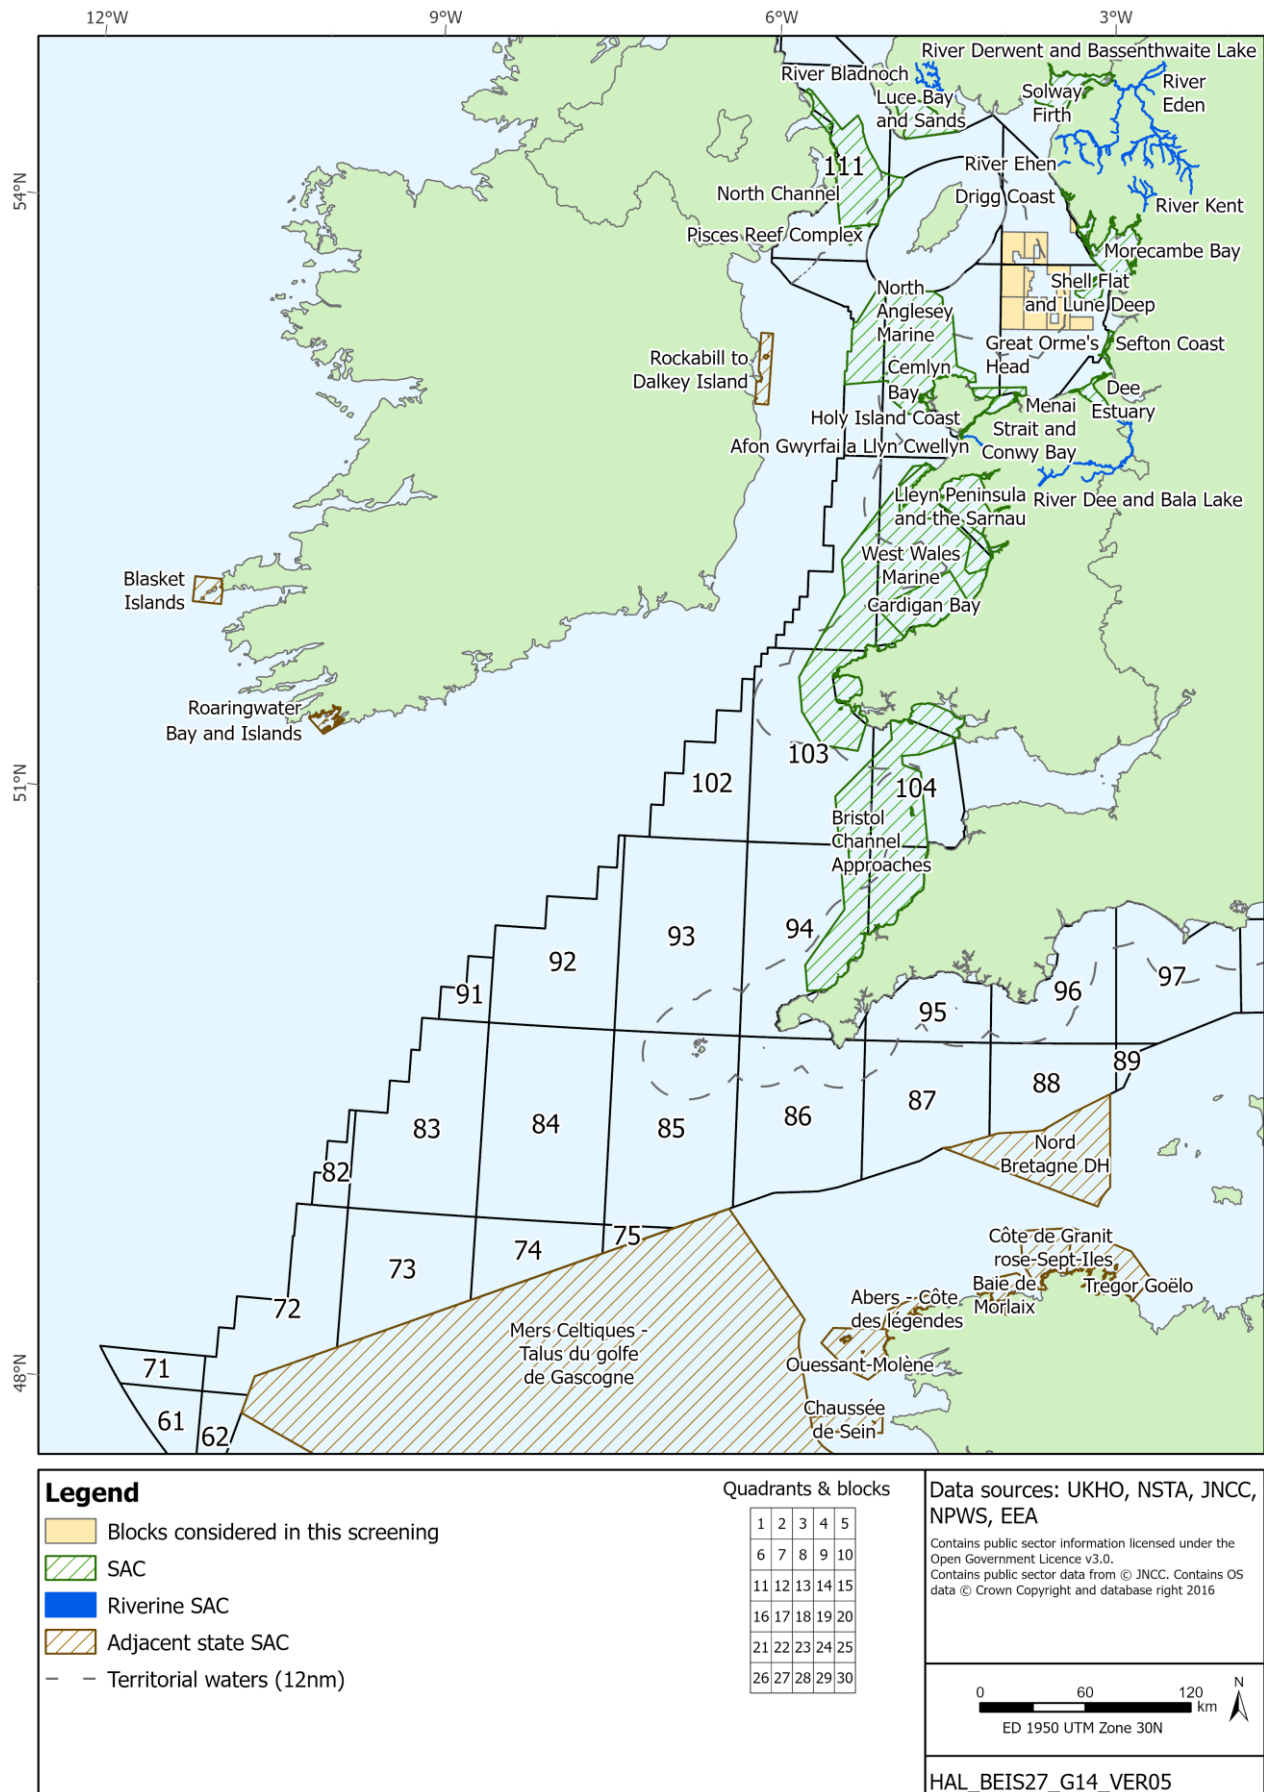 12°W
9°W
6°W
3°W
River Derwent and Bassenthwaite Lake
River Bladnoch
River
Eden
Luce Bay
and Sands
Solway
Firth
111
River Ehen
54°N
North Channel
Drigg Coast
River Kent
Pisces Reef Complex
Morecambe Bay
North
Anglesey
Marine
Shell Flat
and Lune Deep
Great Orme's
Head
Sefton Coast
Rockabill to
Dalkey Island
Cemlyn
Bay
Dee
Estuary
Holy Island Coast
Menai
Strait and
Conwy Bay
Afon Gwyrfai a Llyn Cwellyn
Lleyn Peninsula
and the Sarnau
River Dee and Bala Lake
West Wales
Marine
Blasket
Islands
Cardigan Bay
Roaringwater
Bay and Islands
103
51°N
102
104
Bristol
Channel
Approaches
94
93
92
91
97
96
95
89
88
87
86
85
84
83
82
Nord
Bretagne DH
75
74
73
72
Côte de Granit
rose-Sept-Iles
Baie de
Morlaix
Tregor Goëlo
Abers - Côte
des légendes
Mers Celtiques -
Talus du golfe
de Gascogne
Ouessant-Molène
48°N
71
61
62
Chaussée
de Sein
Legend
Blocks considered in this screening
SAC
Riverine SAC
Adjacent state SAC
Territorial waters (12nm)
Quadrants & blocks
1 2 3 4 5
6 7 8 9 10
11 12 13 14 15
16 17 18 19 20
21 22 23 24 25
26 27 28 29 30
Data sources: UKHO, NSTA, JNCC,
NPWS, EEA
Contains public sector information licensed under the
Open Government Licence v3.0.
Contains public sector data from © JNCC. Contains OS
data © Crown Copyright and database right 2016
0 60 120
km
N
ED 1950 UTM Zone 30N
HAL_BEIS27_G14_VER05